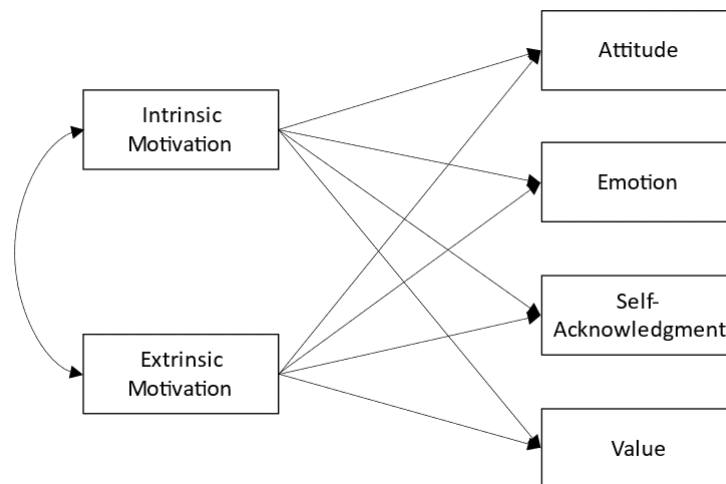 Attitude
Intrinsic
Motivation
Emotion
Self-
Acknowledgment
Extrinsic
Motivation
Value